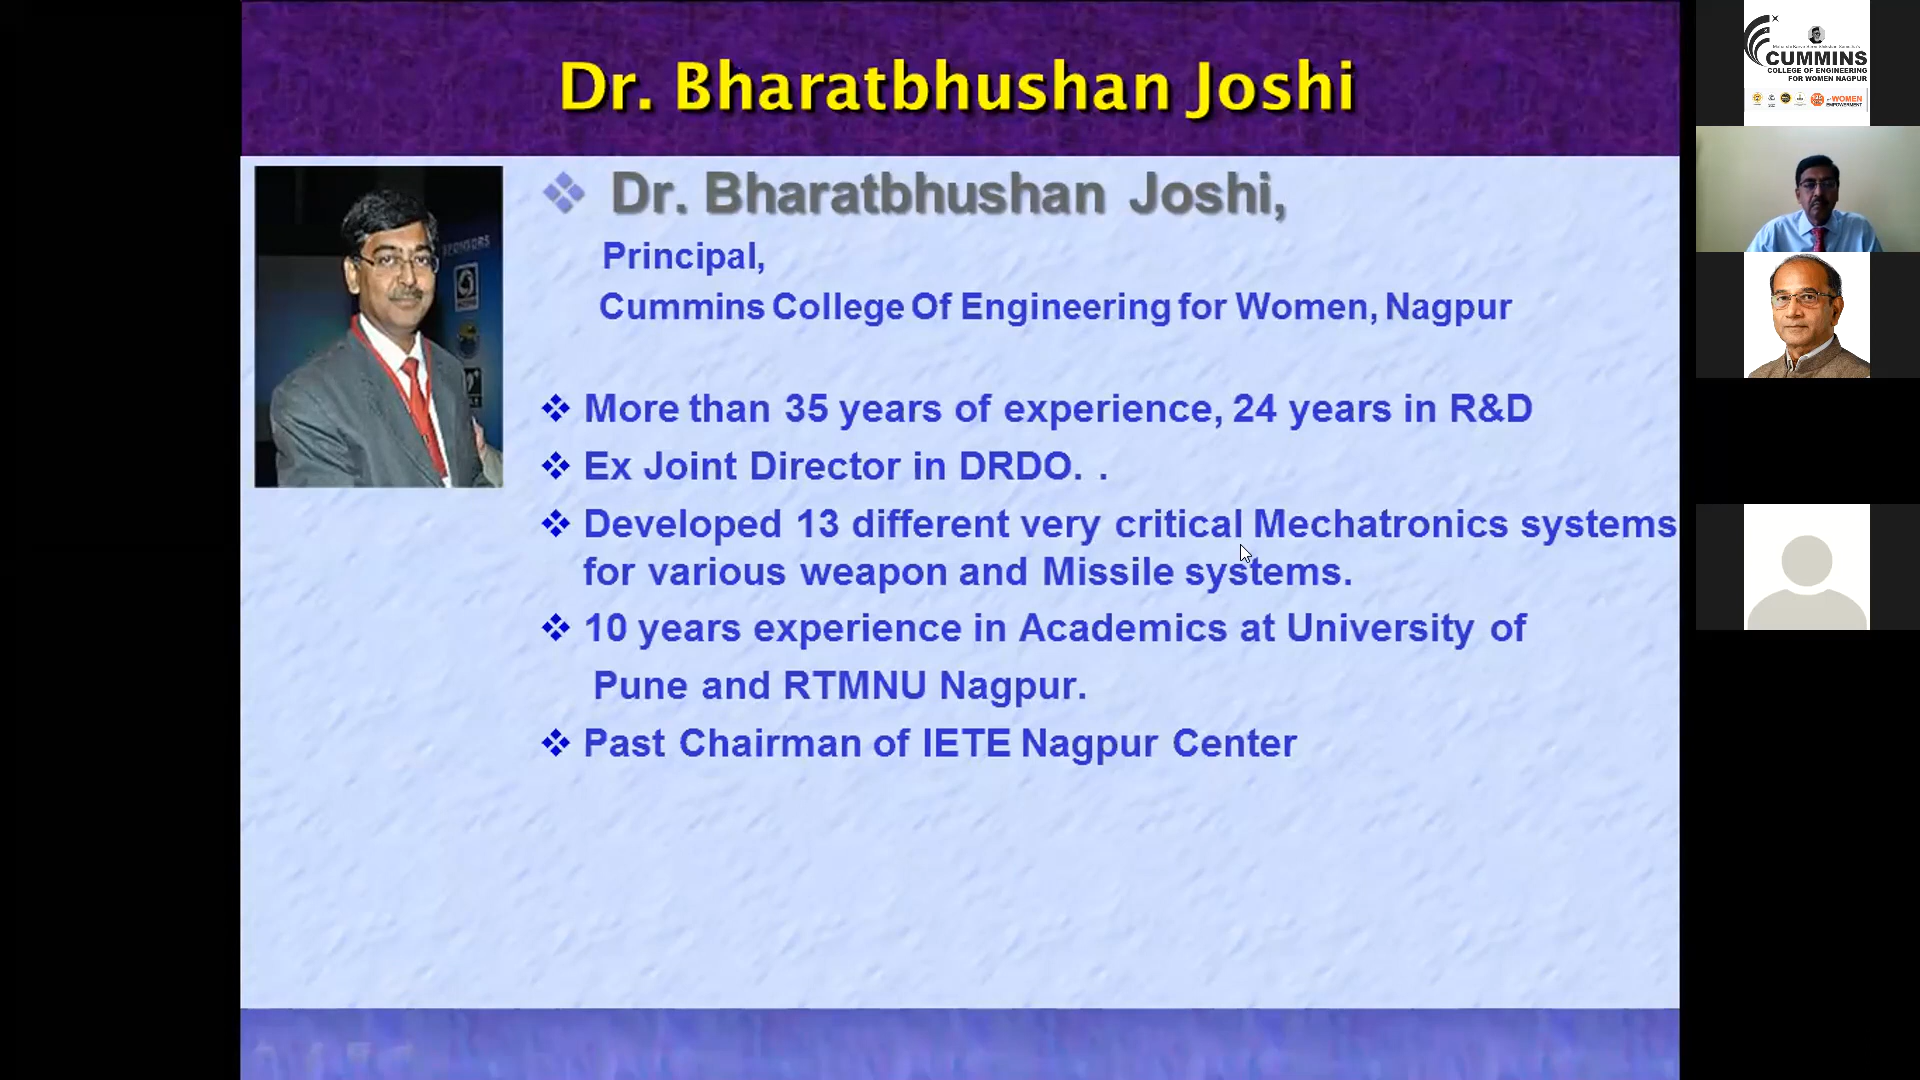 Dr. Bharatbhushan Joshi
Dr. Bharatbhushan Joshi,
Principal,
Cummins College Of Engineering for Women, Nagpur
More than 35 years of experience, 24 years in R&D
Ex Joint Director in DRDO. .
Developed 13 different very critical Mechatronics systems
for various weapon and Missile systems.
10 years experience in Academics at University of
Pune and RTMNU Nagpur.
Past Chairman of IETE Nagpur Center
SPONSORS
CUMMINS
COLLEGE OF ENGINEERING
FOR WOMEN NAGPUR
WOMEN
EMPOWERMENT